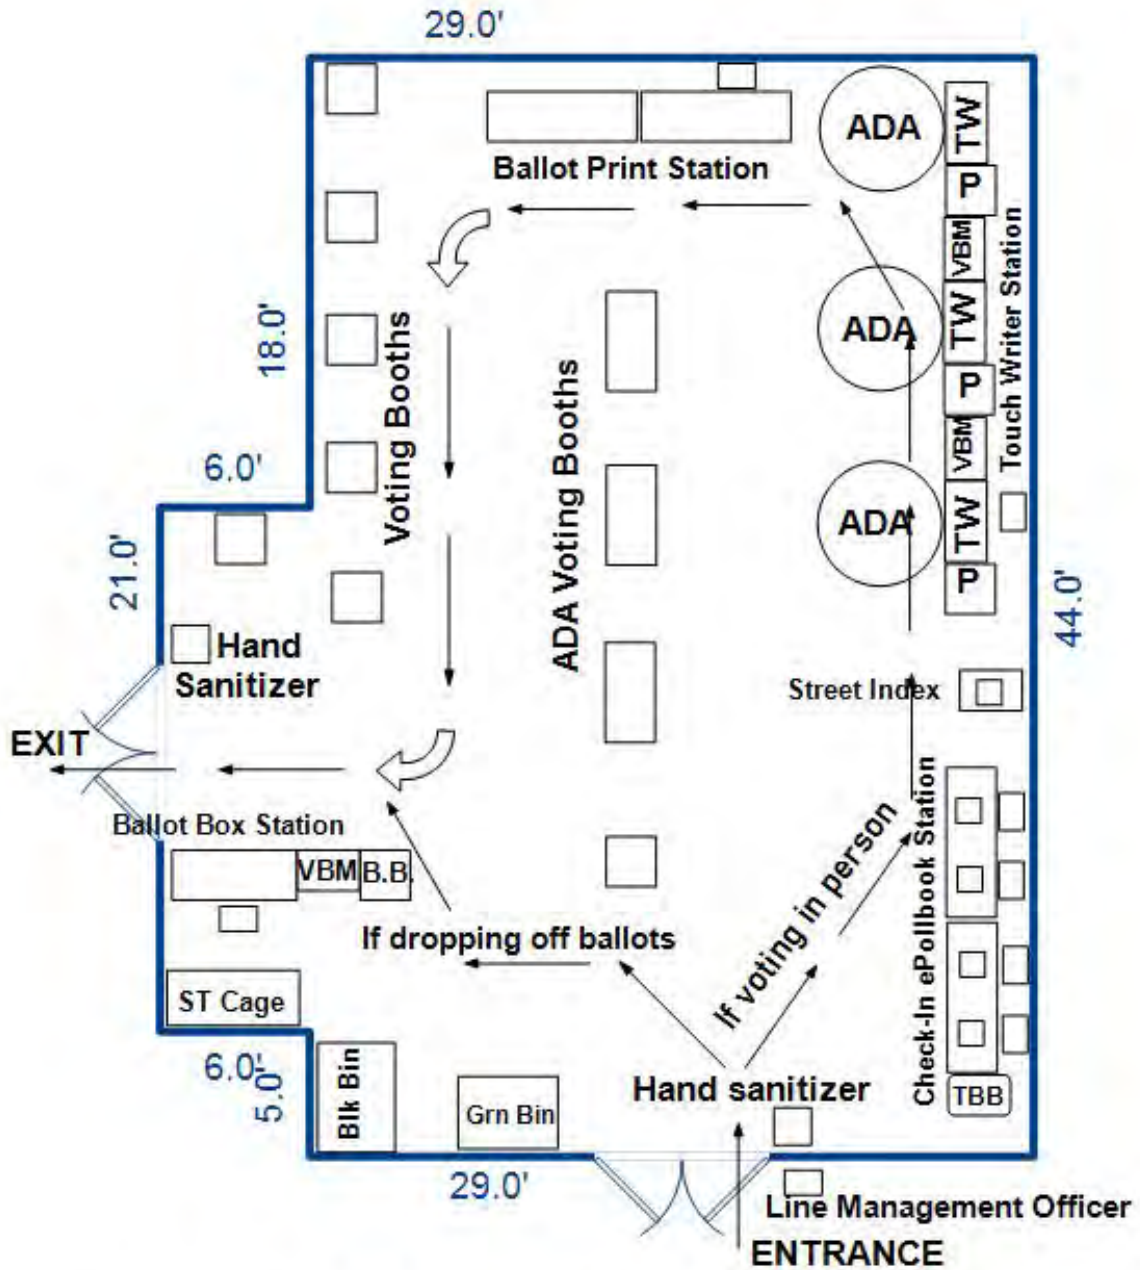 29.0'
ADA
TW
Ballot Print Station
P
VBM
Touch Writer Station
18.0'
Voting Booths
ADA
TW
ADA Voting Booths
P
6.0'
VBM
21.0'
ADA
TW
P
44.0'
Hand
Sanitizer
Street Index
EXIT
Check-In ePollbook Station
Ballot Box Station
VBM
B.B.
If voting in person
If dropping off ballots
ST Cage
6.0'
5.0'
Blk Bin
Grn Bin
Hand sanitizer
TBB
29.0'
Line Management Officer
ENTRANCE